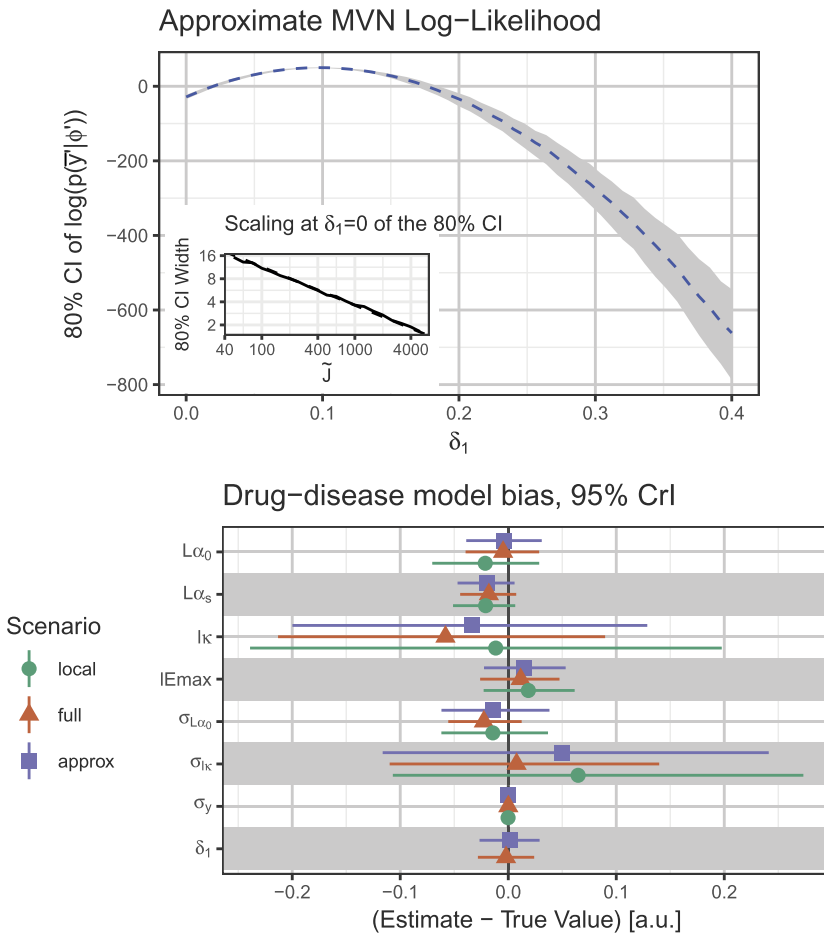 Approximate MVN Log−Likelihood
80% CI of log(p(y̅'|ϕ'))
0
−200
−400
−600
−800
Scaling at δ₁=0 of the 80% CI
80% CI Width
16
8
4
2
40 100 400 1000 4000
J̃
0.0 0.1 0.2 0.3 0.4
δ₁
Drug−disease model bias, 95% CrI
Scenario
local
full
approx
Lα₀
Lαₛ
lκ
lEmax
σLα₀
σlκ
σy
δ₁
−0.2 −0.1 0.0 0.1 0.2
(Estimate − True Value) [a.u.]